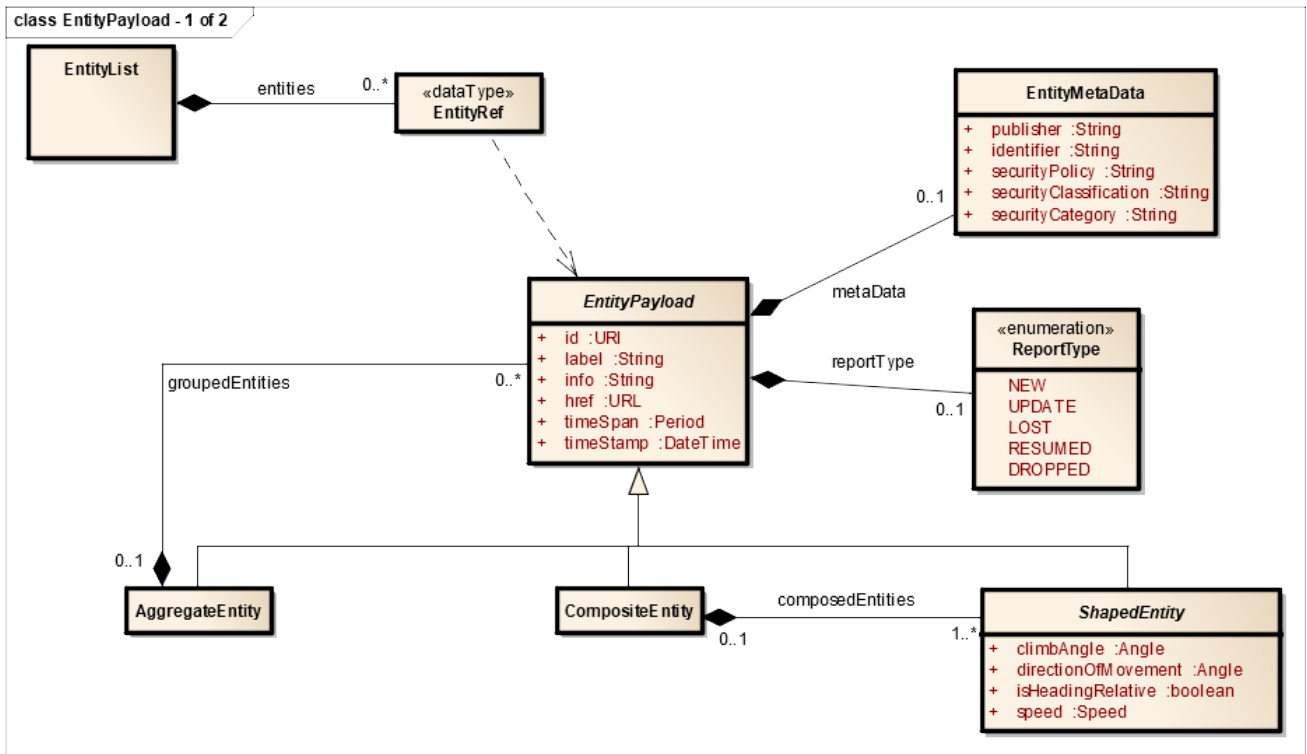 class EntityPayload - 1 of 2
EntityList
entities
0..*
«dataType»
EntityRef
EntityMetaData
+ publisher :String
+ identifier :String
+ securityPolicy :String
+ securityClassification :String
+ securityCategory :String
0..1
metaData
EntityPayload
+ id :URI
+ label :String
+ info :String
+ href :URL
+ timeSpan :Period
+ timeStamp :DateTime
«enumeration»
ReportType
NEW
UPDATE
LOST
RESUMED
DROPPED
reportType
0..1
groupedEntities
0..*
0..1
AggregateEntity
CompositeEntity
composedEntities
0..1
1..*
ShapedEntity
+ climbAngle :Angle
+ directionOfMovement :Angle
+ isHeadingRelative :boolean
+ speed :Speed